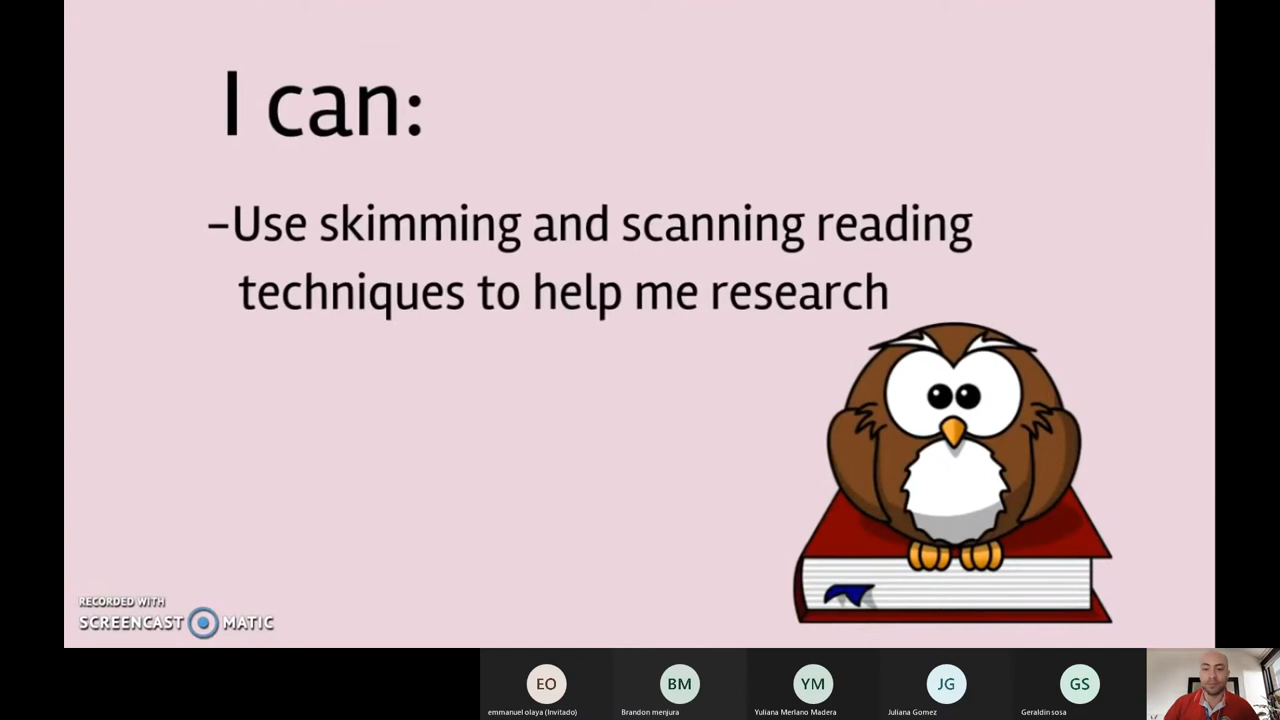 I can:
–Use skimming and scanning reading
techniques to help me research
RECORDED WITH
SCREENCAST MATIC
EO
BM
YM
JG
GS
emmanuel olaya (Invitado)
Brandon menjura
Yuliana Merlano Madera
Juliana Gomez
Geraldin sosa